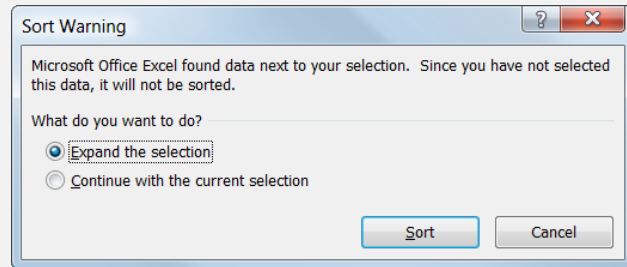 Sort Warning
Microsoft Office Excel found data next to your selection.  Since you have not selected
this data, it will not be sorted.
What do you want to do?
Expand the selection
Continue with the current selection
Sort
Cancel